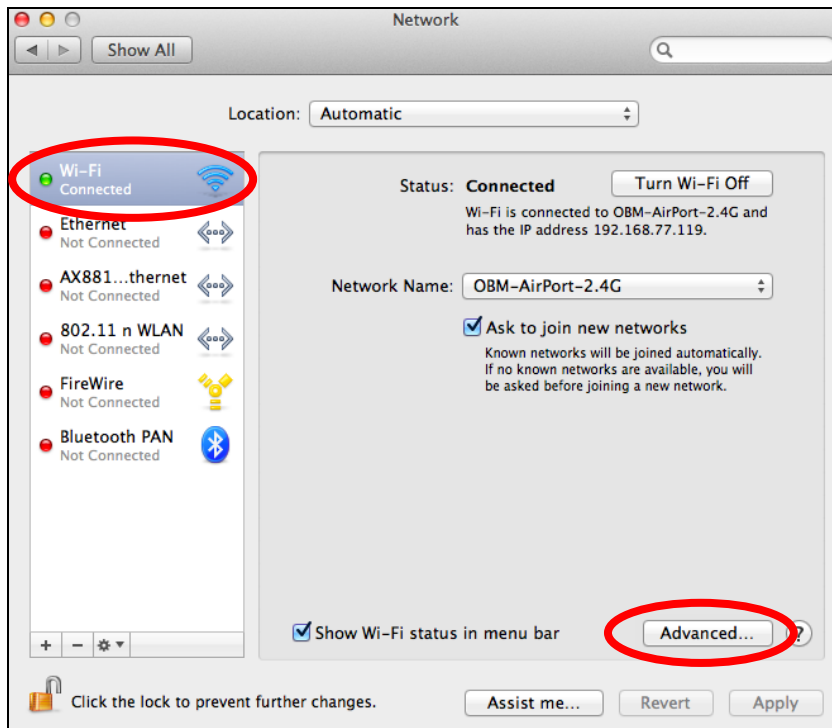 Network
Show All
Location: Automatic
Wi-Fi
Connected
Ethernet
Not Connected
AX881...thernet
Not Connected
802.11 n WLAN
Not Connected
FireWire
Not Connected
Bluetooth PAN
Not Connected
Status: Connected
Turn Wi-Fi Off
Wi-Fi is connected to OBM-AirPort-2.4G and
has the IP address 192.168.77.119.
Network Name: OBM-AirPort-2.4G
Ask to join new networks
Known networks will be joined automatically.
If no known networks are available, you will
be asked before joining a new network.
Show Wi-Fi status in menu bar
Advanced...
?
Click the lock to prevent further changes.
Assist me...
Revert
Apply